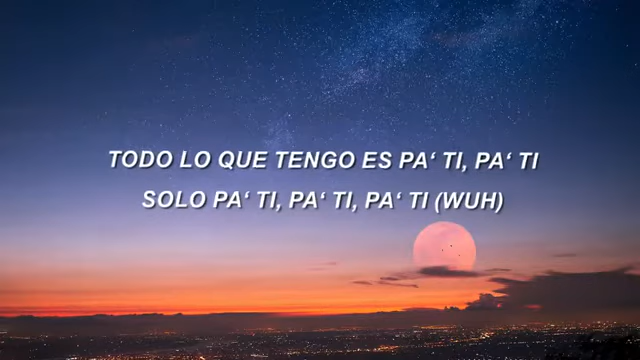 TODO LO QUE TENGO ES PA‘ TI, PA‘ TI
SOLO PA‘ TI, PA‘ TI, PA‘ TI (WUH)